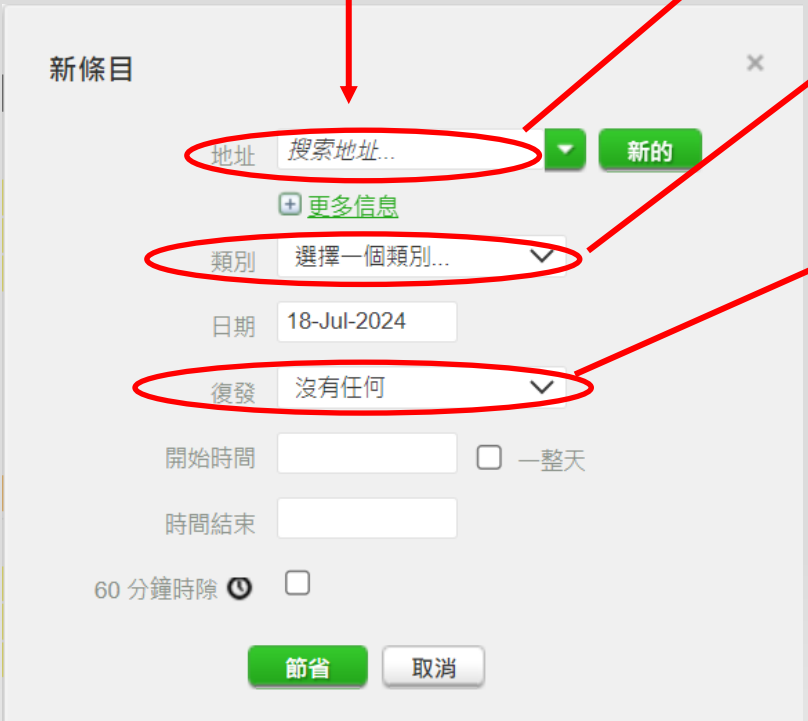 新條目 ×
地址 搜索地址... 新的
更多信息
類別 選擇一個類別...
日期 18-Jul-2024
復發 沒有任何
開始時間 一整天
時間結束
60 分鐘時隙
節省 取消